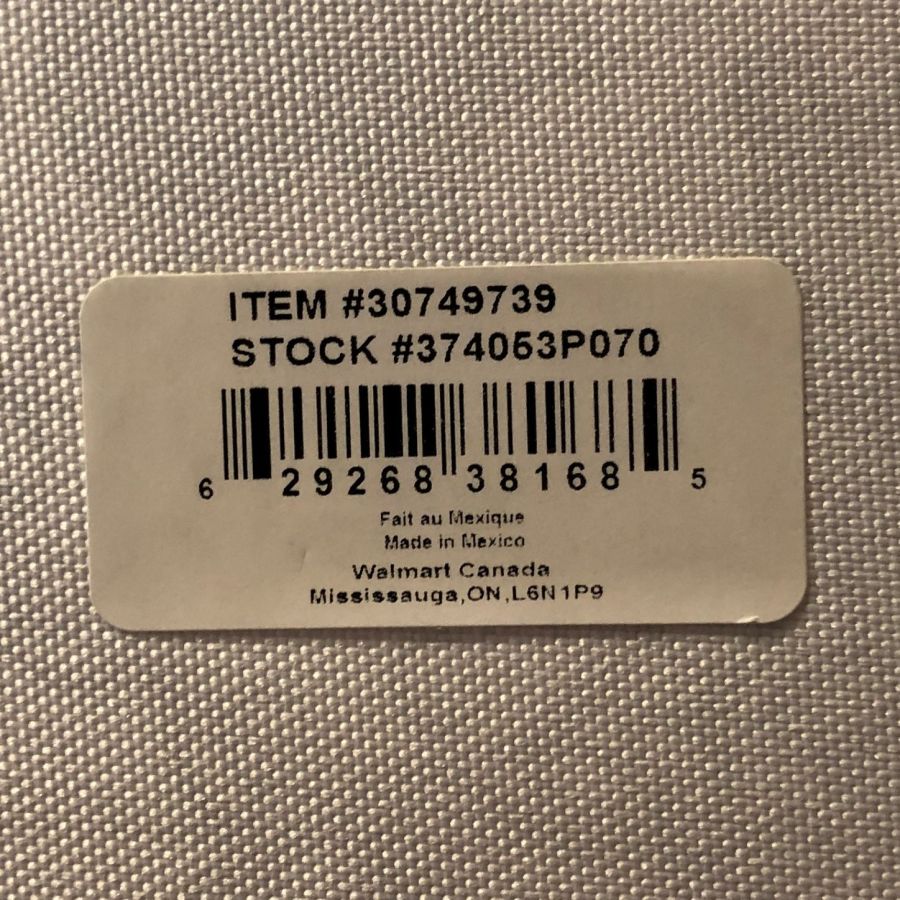 ITEM #30749739
STOCK #374053P070
6 29268 38168 5
Fait au Mexique
Made in Mexico
Walmart Canada
Mississauga,ON,L6N1P9